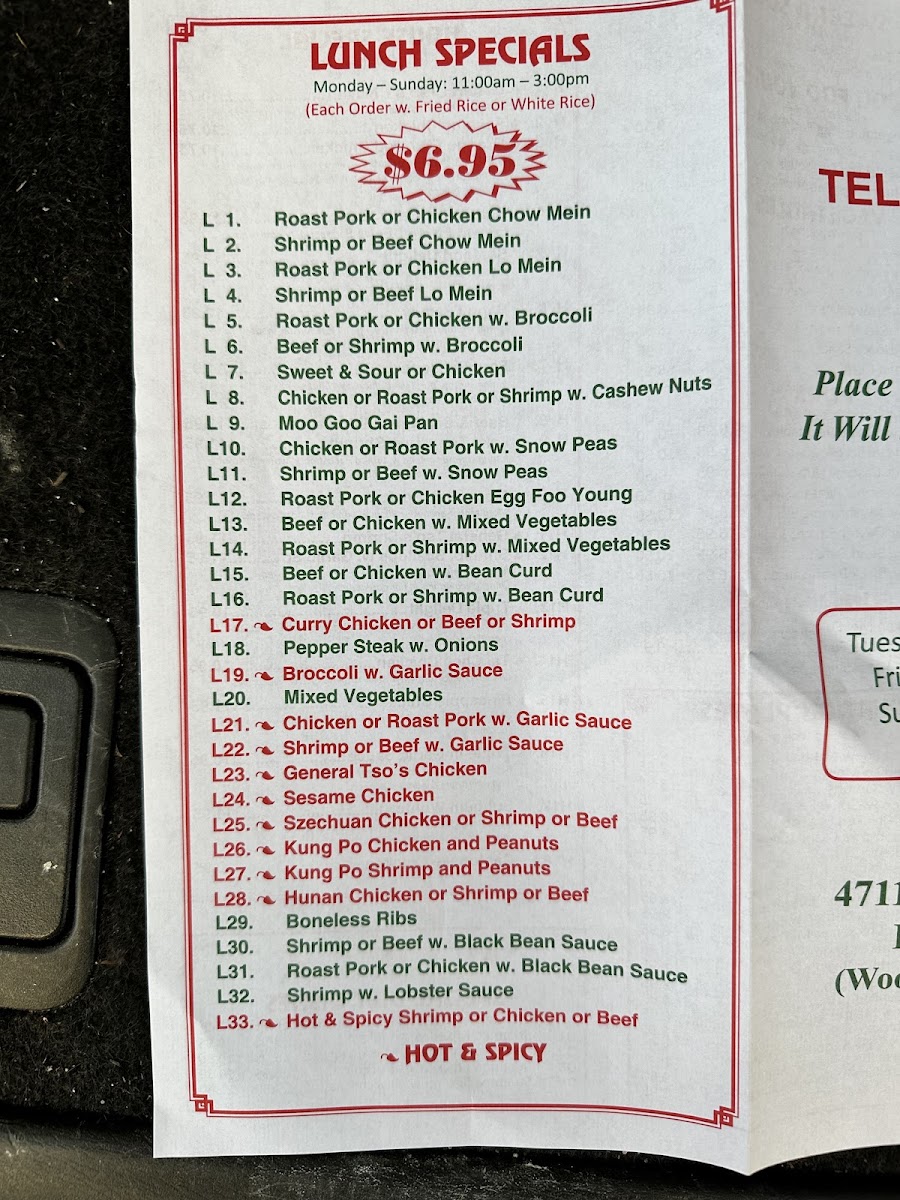 LUNCH SPECIALS
Monday – Sunday: 11:00am – 3:00pm
(Each Order w. Fried Rice or White Rice)
$6.95
L 1. Roast Pork or Chicken Chow Mein
L 2. Shrimp or Beef Chow Mein
L 3. Roast Pork or Chicken Lo Mein
L 4. Shrimp or Beef Lo Mein
L 5. Roast Pork or Chicken w. Broccoli
L 6. Beef or Shrimp w. Broccoli
L 7. Sweet & Sour or Chicken
L 8. Chicken or Roast Pork or Shrimp w. Cashew Nuts
L 9. Moo Goo Gai Pan
L10. Chicken or Roast Pork w. Snow Peas
L11. Shrimp or Beef w. Snow Peas
L12. Roast Pork or Chicken Egg Foo Young
L13. Beef or Chicken w. Mixed Vegetables
L14. Roast Pork or Shrimp w. Mixed Vegetables
L15. Beef or Chicken w. Bean Curd
L16. Roast Pork or Shrimp w. Bean Curd
L17. Curry Chicken or Beef or Shrimp
L18. Pepper Steak w. Onions
L19. Broccoli w. Garlic Sauce
L20. Mixed Vegetables
L21. Chicken or Roast Pork w. Garlic Sauce
L22. Shrimp or Beef w. Garlic Sauce
L23. General Tso's Chicken
L24. Sesame Chicken
L25. Szechuan Chicken or Shrimp or Beef
L26. Kung Po Chicken and Peanuts
L27. Kung Po Shrimp and Peanuts
L28. Hunan Chicken or Shrimp or Beef
L29. Boneless Ribs
L30. Shrimp or Beef w. Black Bean Sauce
L31. Roast Pork or Chicken w. Black Bean Sauce
L32. Shrimp w. Lobster Sauce
L33. Hot & Spicy Shrimp or Chicken or Beef
HOT & SPICY
TEL
Place
It Will
Tues
Fri
Su
4711
(Woo